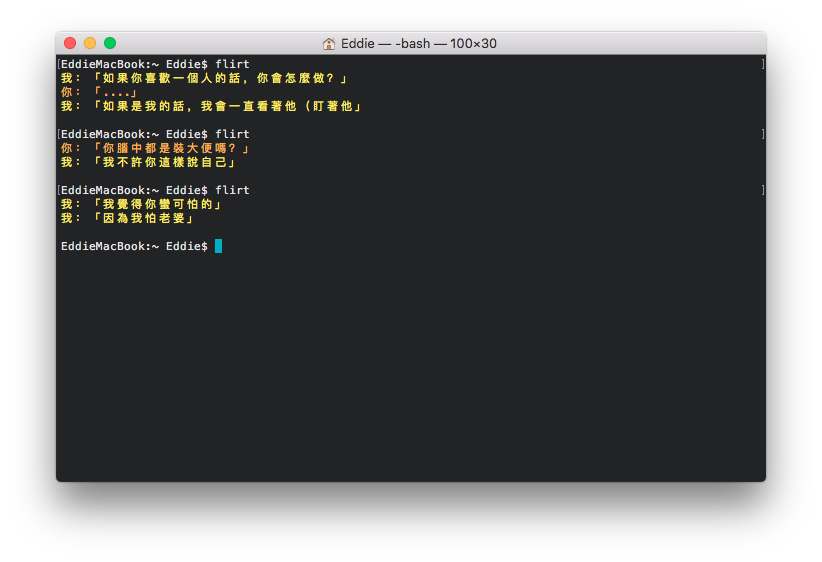 Eddie — -bash — 100×30
[EddieMacBook:~ Eddie$ flirt ]
我：「如果你喜歡一個人的話，你會怎麼做？」
你：「....」
我：「如果是我的話，我會一直看著他（盯著他」
[EddieMacBook:~ Eddie$ flirt ]
你：「你腦中都是裝大便嗎？」
我：「我不許你這樣說自己」
[EddieMacBook:~ Eddie$ flirt ]
我：「我覺得你蠻可怕的」
我：「因為我怕老婆」
EddieMacBook:~ Eddie$